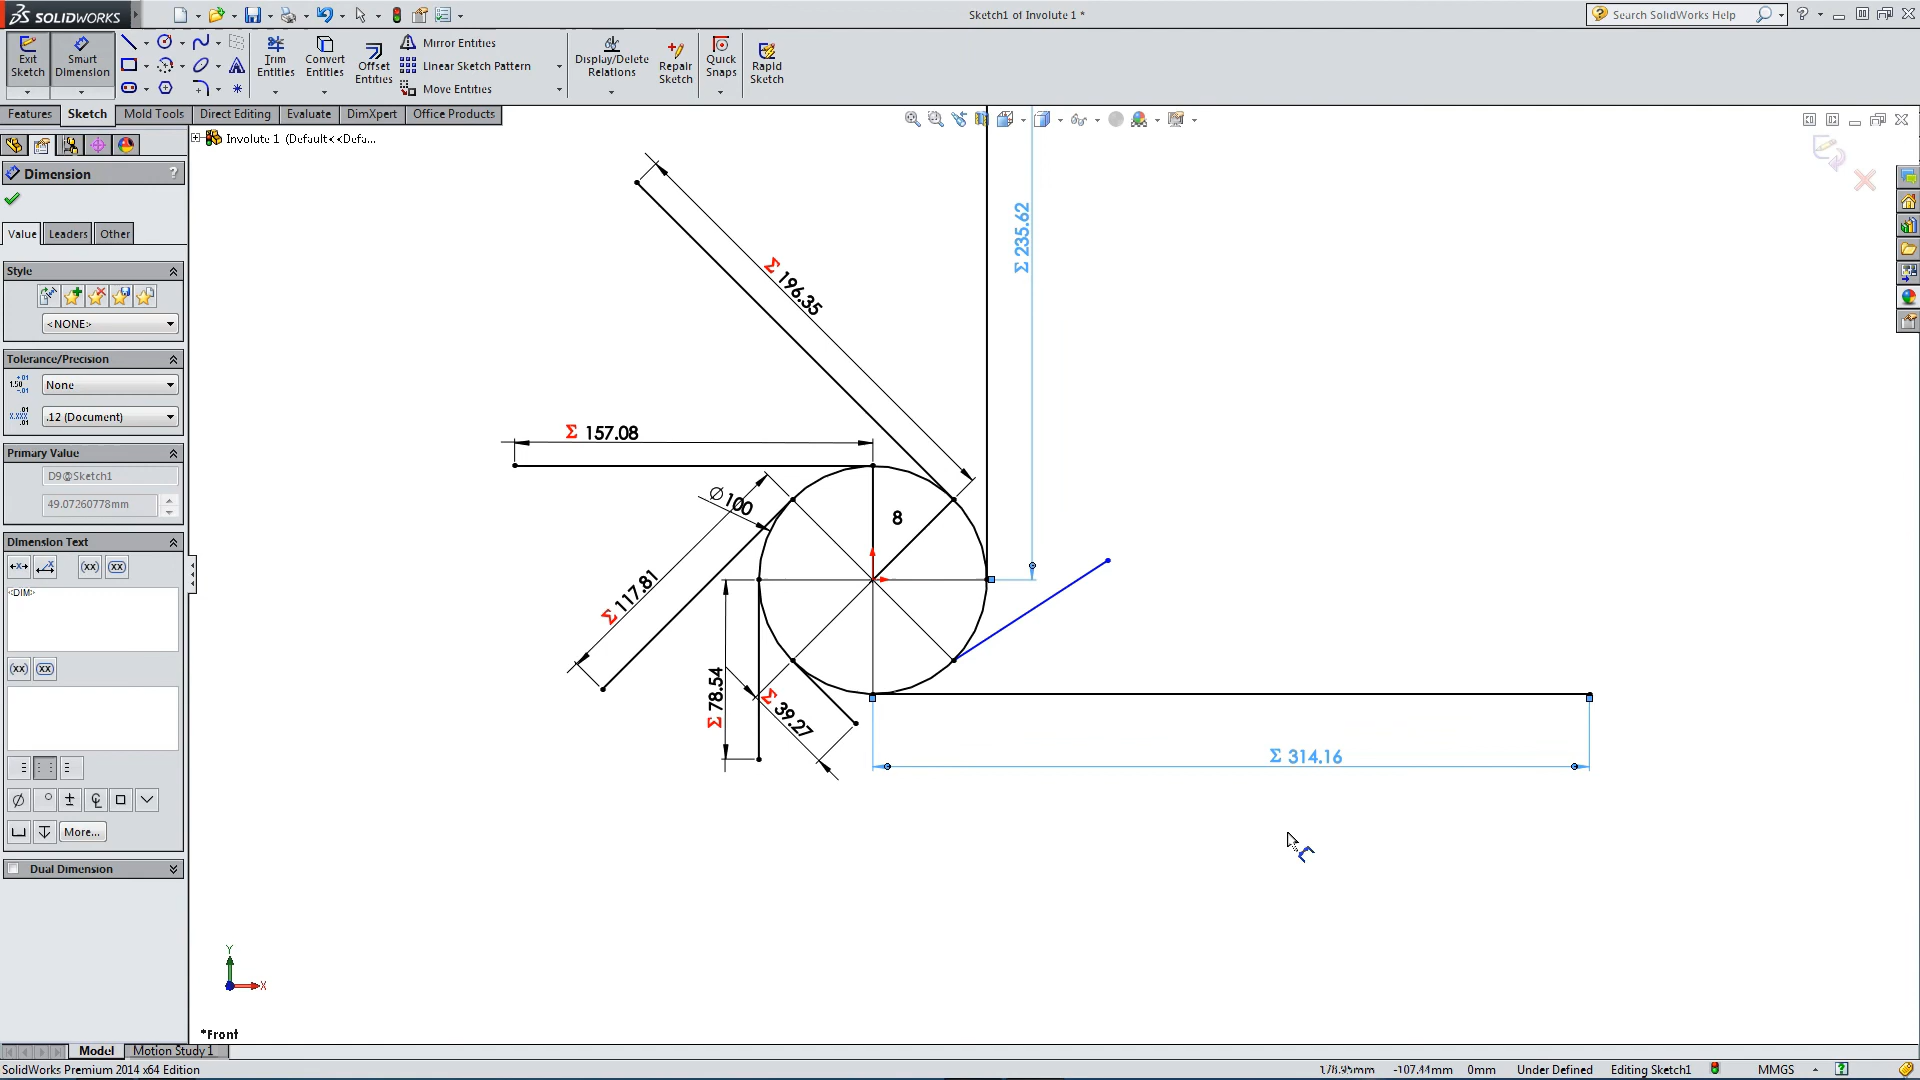 SOLIDWORKS
Sketch1 of Involute 1 *
Search SolidWorks Help
Exit Sketch
Smart Dimension
Trim Entities
Convert Entities
Offset Entities
Mirror Entities
Linear Sketch Pattern
Move Entities
Display/Delete Relations
Repair Sketch
Quick Snaps
Rapid Sketch
Features
Sketch
Mold Tools
Direct Editing
Evaluate
DimXpert
Office Products
Involute 1 (Default<<Defa...
Dimension
?
Value
Leaders
Other
Style
<NONE>
Tolerance/Precision
None
.12 (Document)
Primary Value
D9@Sketch1
49.07260778mm
Dimension Text
<DIM>
More...
Dual Dimension
Σ 235.62
Σ 196.35
Σ 157.08
∅100
8
Σ 117.81
Σ 78.54
Σ 39.27
Σ 314.16
Y
X
*Front
Model
Motion Study 1
SolidWorks Premium 2014 x64 Edition
178.95mm
-107.44mm
0mm
Under Defined
Editing Sketch1
MMGS